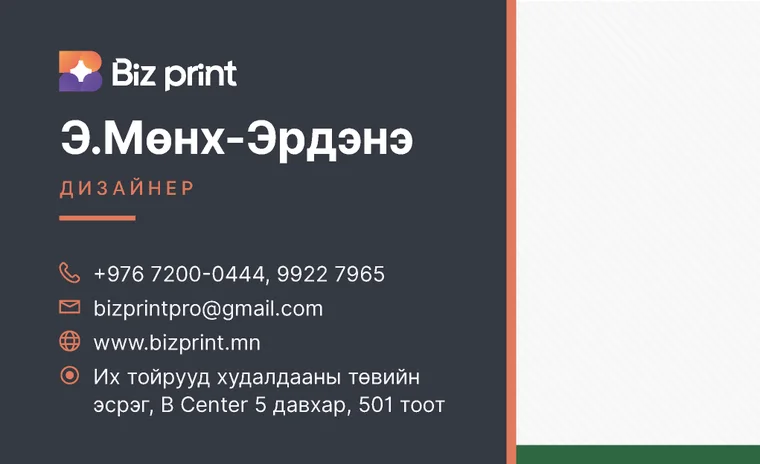 Biz print
Э.Мөнх-Эрдэнэ
ДИЗАЙНЕР
+976 7200-0444, 9922 7965
bizprintpro@gmail.com
www.bizprint.mn
Их тойрууд худалдааны төвийн
эсрэг, B Center 5 давхар, 501 тоот